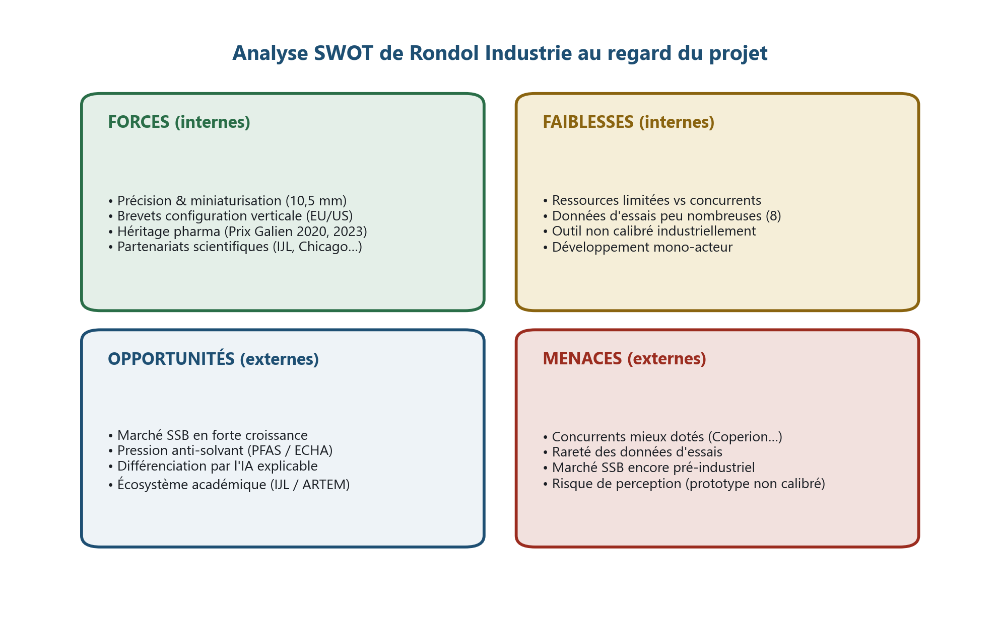 Analyse SWOT de Rondol Industrie au regard du projet
FORCES (internes)
• Précision & miniaturisation (10,5 mm)
• Brevets configuration verticale (EU/US)
• Héritage pharma (Prix Galien 2020, 2023)
• Partenariats scientifiques (IJL, Chicago…)
FAIBLESSES (internes)
• Ressources limitées vs concurrents
• Données d'essais peu nombreuses (8)
• Outil non calibré industriellement
• Développement mono-acteur
OPPORTUNITÉS (externes)
• Marché SSB en forte croissance
• Pression anti-solvant (PFAS / ECHA)
• Différenciation par l'IA explicable
• Écosystème académique (IJL / ARTEM)
MENACES (externes)
• Concurrents mieux dotés (Coperion…)
• Rareté des données d'essais
• Marché SSB encore pré-industriel
• Risque de perception (prototype non calibré)